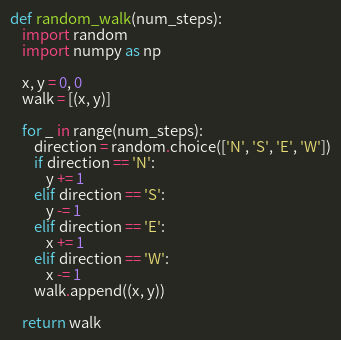 def random_walk(num_steps):
    import random
    import numpy as np

    x, y = 0, 0
    walk = [(x, y)]

    for _ in range(num_steps):
        direction = random.choice(['N', 'S', 'E', 'W'])
        if direction == 'N':
            y += 1
        elif direction == 'S':
            y -= 1
        elif direction == 'E':
            x += 1
        elif direction == 'W':
            x -= 1
        walk.append((x, y))

    return walk